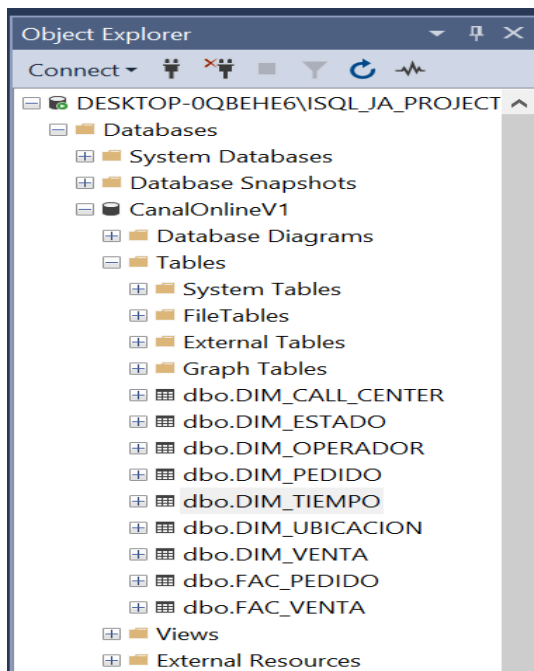 Object Explorer
Connect
DESKTOP-0QBEHE6\ISQL_JA_PROJECT
Databases
System Databases
Database Snapshots
CanalOnlineV1
Database Diagrams
Tables
System Tables
FileTables
External Tables
Graph Tables
dbo.DIM_CALL_CENTER
dbo.DIM_ESTADO
dbo.DIM_OPERADOR
dbo.DIM_PEDIDO
dbo.DIM_TIEMPO
dbo.DIM_UBICACION
dbo.DIM_VENTA
dbo.FAC_PEDIDO
dbo.FAC_VENTA
Views
External Resources